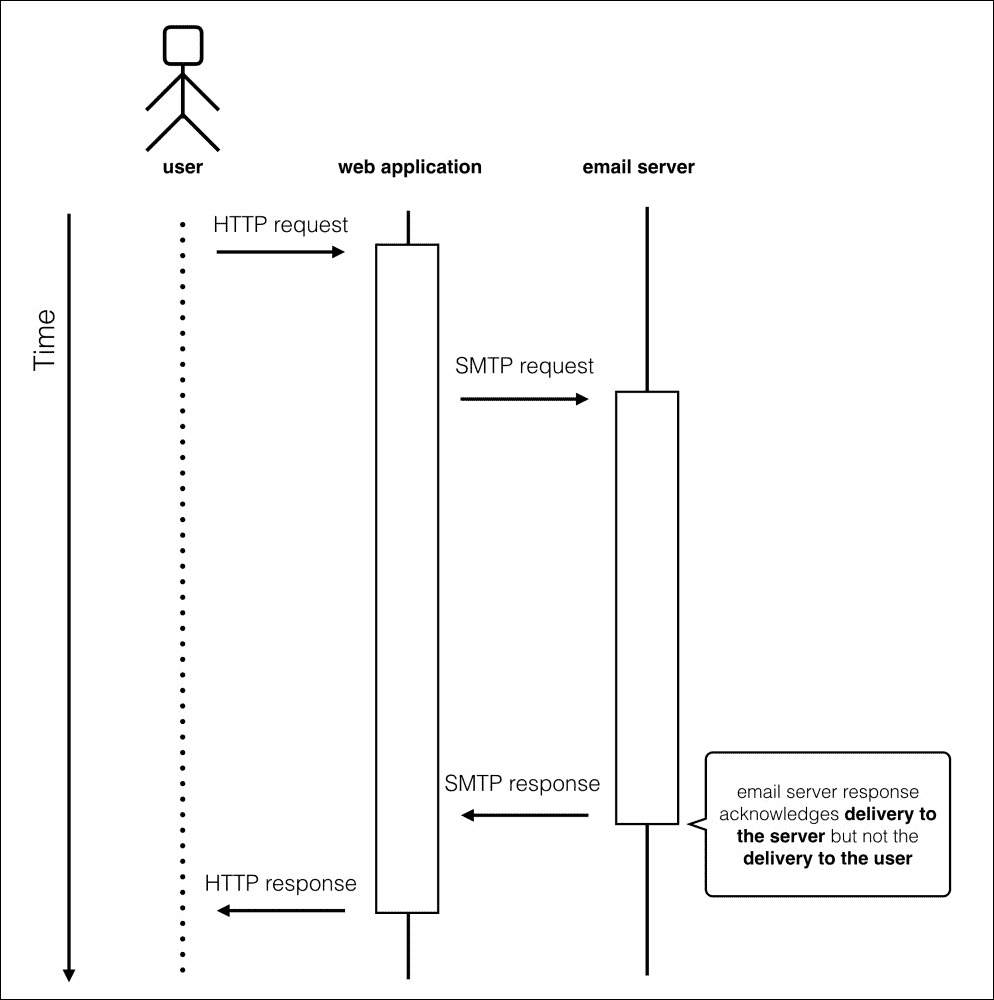 user
web application
email server
HTTP request
Time
SMTP request
SMTP response
email server response
acknowledges delivery to
the server but not the
delivery to the user
HTTP response